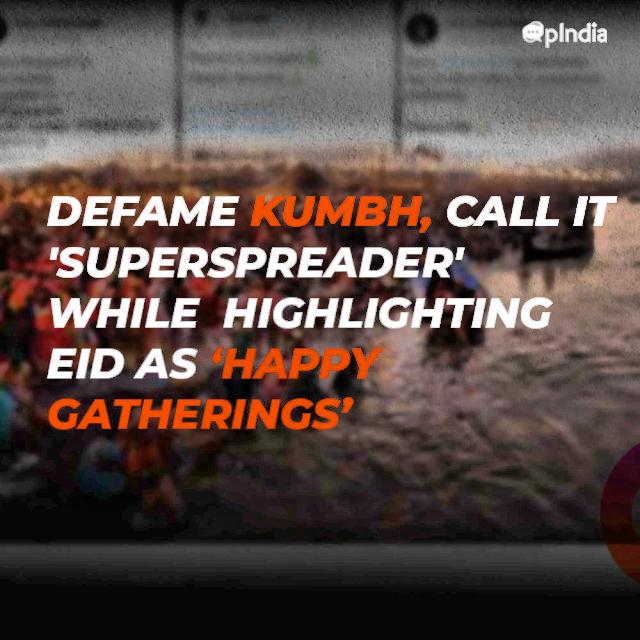 OpIndia
DEFAME KUMBH, CALL IT
'SUPERSPREADER'
WHILE HIGHLIGHTING
EID AS ‘HAPPY
GATHERINGS’